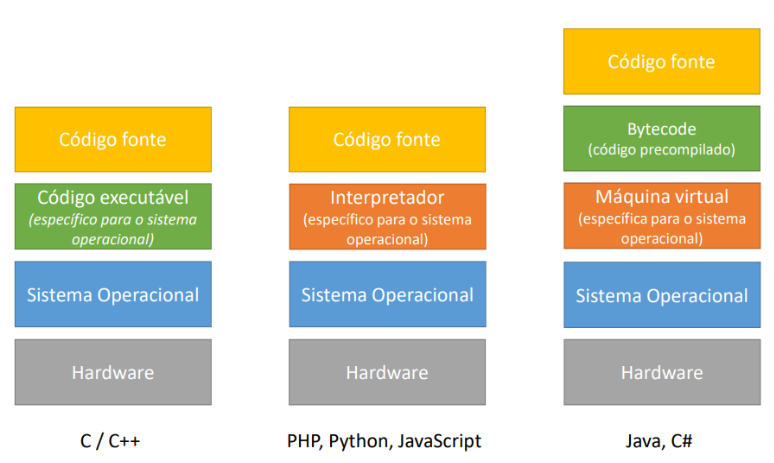 Código fonte
Código executável
(específico para o sistema
operacional)
Sistema Operacional
Hardware
C / C++
Código fonte
Interpretador
(específico para o sistema
operacional)
Sistema Operacional
Hardware
PHP, Python, JavaScript
Código fonte
Bytecode
(código precompilado)
Máquina virtual
(específica para o sistema
operacional)
Sistema Operacional
Hardware
Java, C#